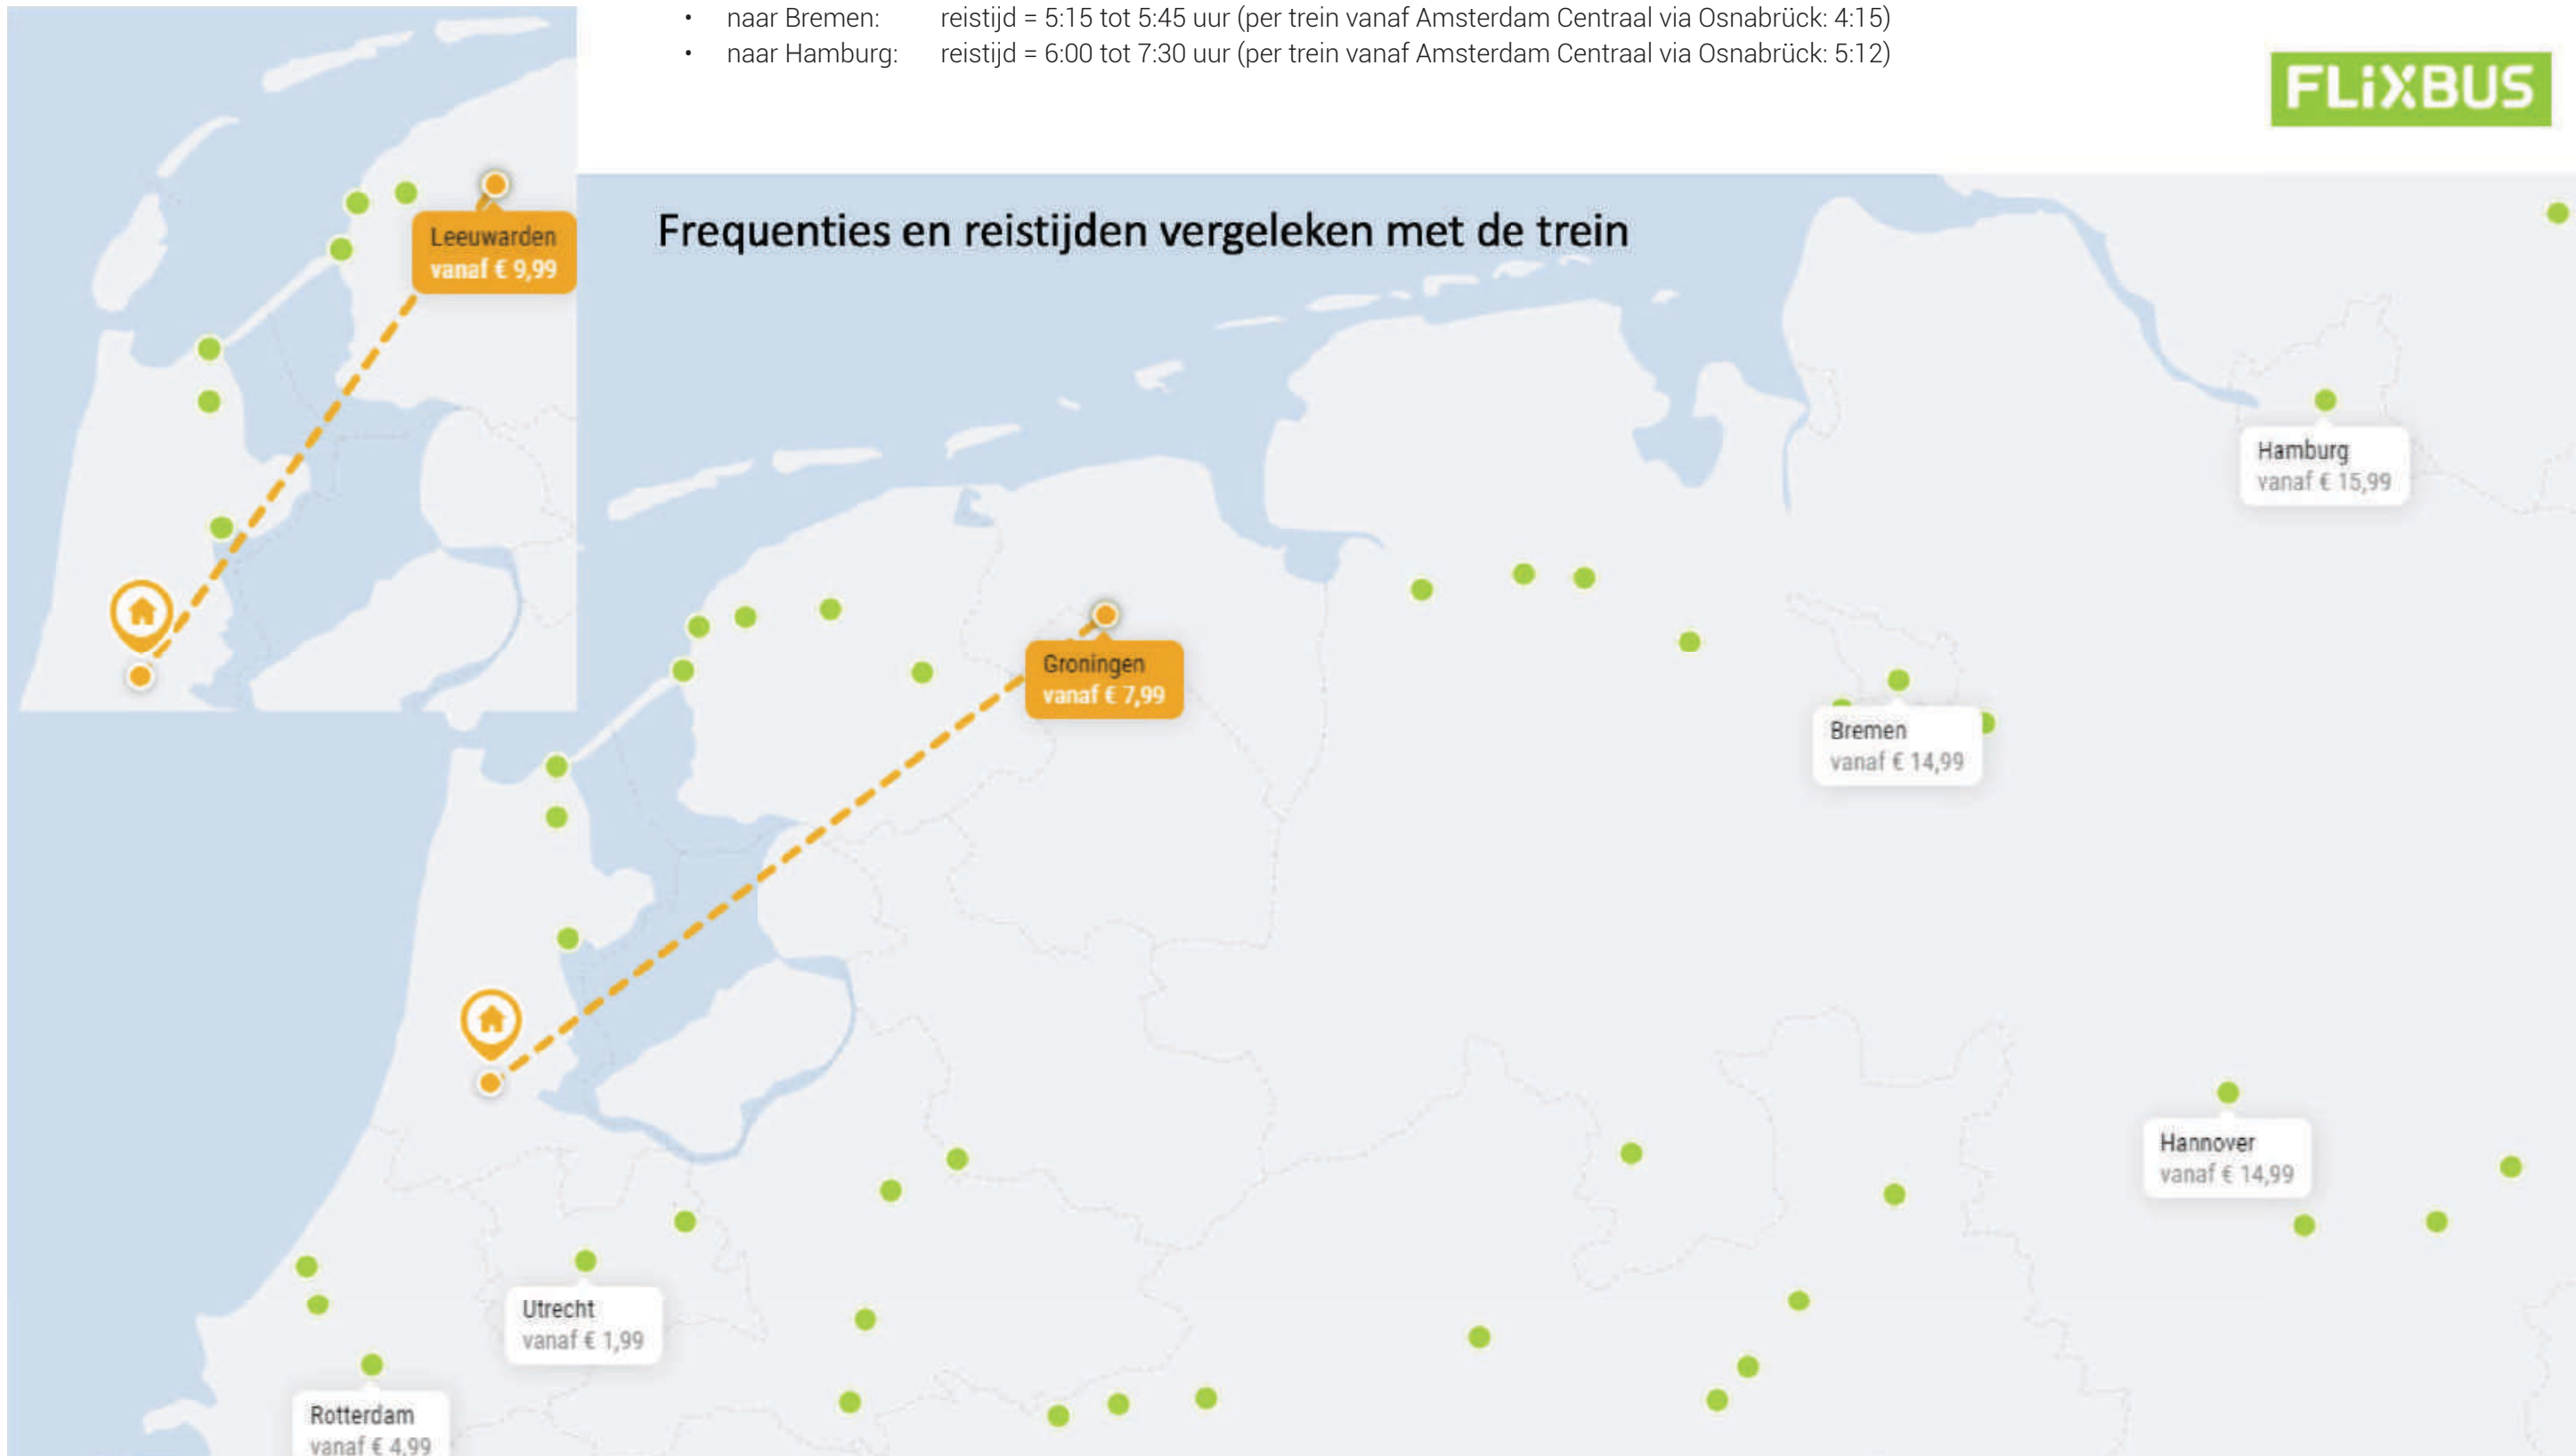 • naar Bremen: reistijd = 5:15 tot 5:45 uur (per trein vanaf Amsterdam Centraal via Osnabrück: 4:15)
• naar Hamburg: reistijd = 6:00 tot 7:30 uur (per trein vanaf Amsterdam Centraal via Osnabrück: 5:12)
FLiXBUS
Frequenties en reistijden vergeleken met de trein
Leeuwarden
vanaf € 9,99
Hamburg
vanaf € 15,99
Groningen
vanaf € 7,99
Bremen
vanaf € 14,99
Hannover
vanaf € 14,99
Utrecht
vanaf € 1,99
Rotterdam
vanaf € 4,99